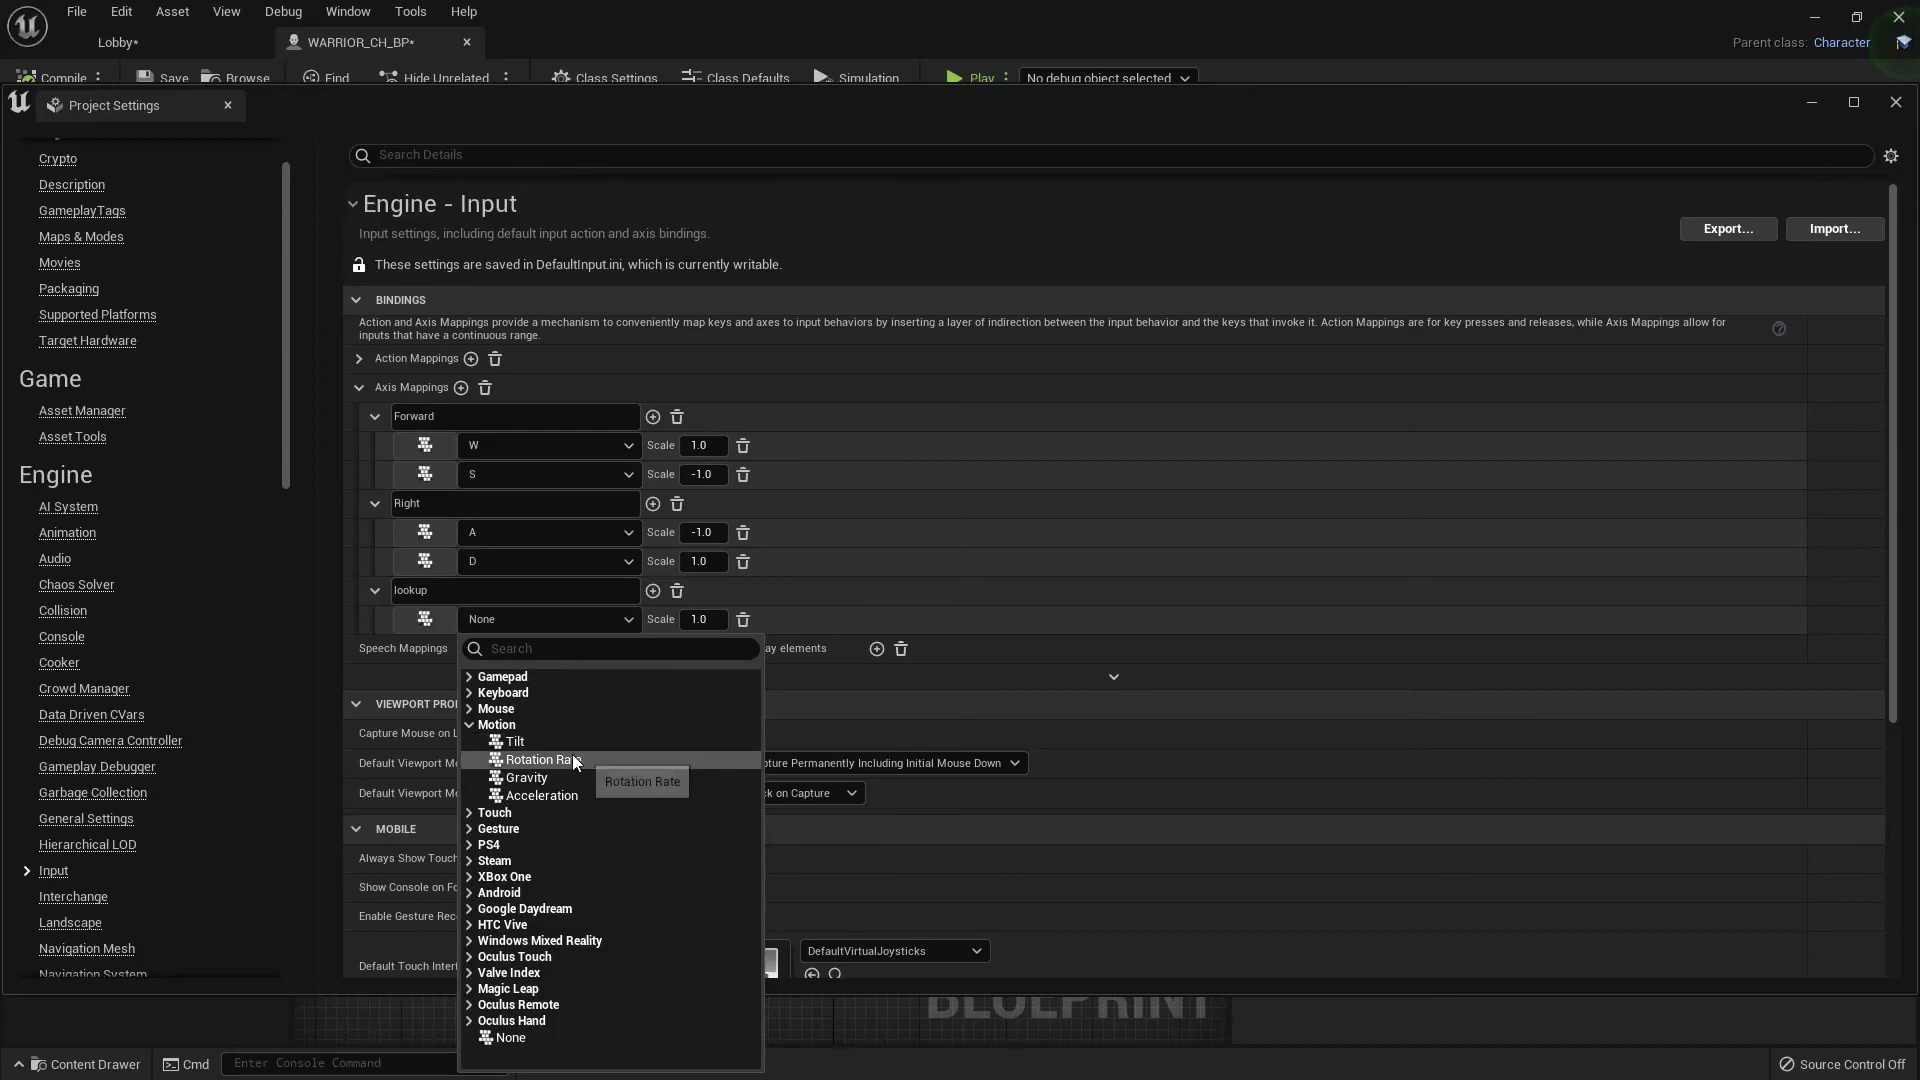 File Edit Asset View Debug Window Tools Help
Lobby*
WARRIOR_CH_BP*
Parent class: Character
Compile Save Browse Find Hide Unrelated Class Settings Class Defaults Simulation Play No debug object selected
Project Settings
Crypto
Description
GameplayTags
Maps & Modes
Movies
Packaging
Supported Platforms
Target Hardware
Game
Asset Manager
Asset Tools
Engine
AI System
Animation
Audio
Chaos Solver
Collision
Console
Cooker
Crowd Manager
Data Driven CVars
Debug Camera Controller
Gameplay Debugger
Garbage Collection
General Settings
Hierarchical LOD
Input
Interchange
Landscape
Navigation Mesh
Navigation System
Search Details
Engine - Input
Input settings, including default input action and axis bindings.
Export... Import...
These settings are saved in DefaultInput.ini, which is currently writable.
BINDINGS
Action and Axis Mappings provide a mechanism to conveniently map keys and axes to input behaviors by inserting a layer of indirection between the input behavior and the keys that invoke it. Action Mappings are for key presses and releases, while Axis Mappings allow for
inputs that have a continuous range.
Action Mappings
Axis Mappings
Forward
W Scale 1.0
S Scale -1.0
Right
A Scale -1.0
D Scale 1.0
lookup
None Scale 1.0
Speech Mappings
ay elements
VIEWPORT PRO
Capture Mouse on L
Default Viewport Mo
pture Permanently Including Initial Mouse Down
Default Viewport Mo
ck on Capture
MOBILE
Always Show Touch
Show Console on Fo
Enable Gesture Rec
Default Touch Interf
DefaultVirtualJoysticks
Search
Gamepad
Keyboard
Mouse
Motion
Tilt
Rotation Rate
Gravity
Acceleration
Rotation Rate
Touch
Gesture
PS4
Steam
XBox One
Android
Google Daydream
HTC Vive
Windows Mixed Reality
Oculus Touch
Valve Index
Magic Leap
Oculus Remote
Oculus Hand
None
BLUEPRINT
Content Drawer Cmd Enter Console Command
Source Control Off